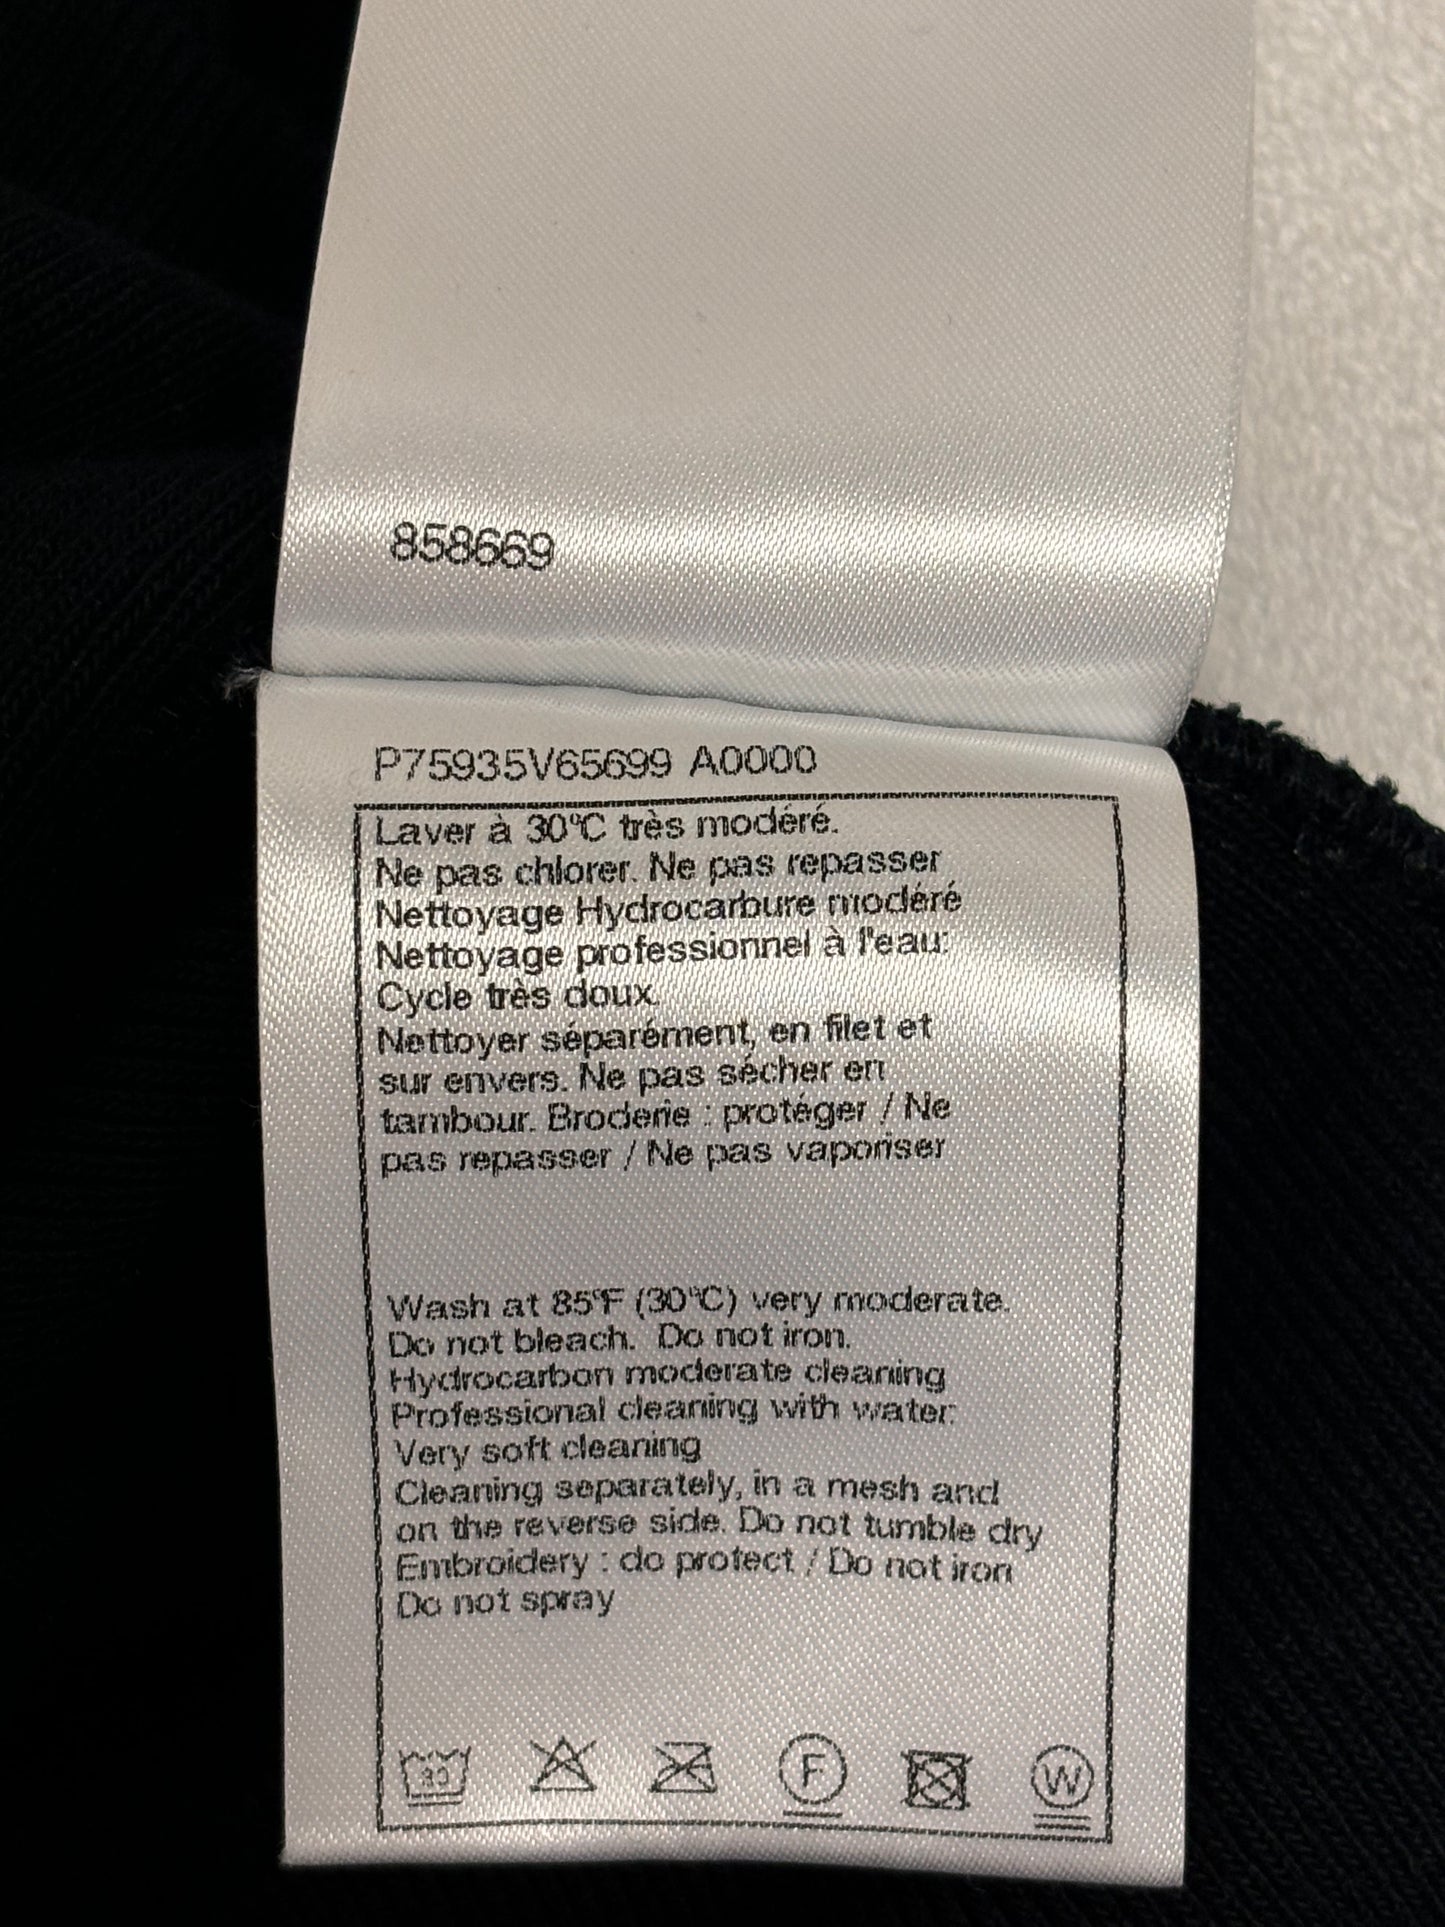 858669
P75935V65699 A0000
Laver à 30°C très modéré.
Ne pas chlorer. Ne pas repasser
Nettoyage Hydrocarbure modéré
Nettoyage professionnel à l'eau:
Cycle très doux.
Nettoyer séparément, en filet et
sur envers. Ne pas sécher en
tambour. Broderie : protéger / Ne
pas repasser / Ne pas vaporiser
Wash at 85°F (30°C) very moderate.
Do not bleach. Do not iron.
Hydrocarbon moderate cleaning
Professional cleaning with water:
Very soft cleaning
Cleaning separately, in a mesh and
on the reverse side. Do not tumble dry
Embroidery : do protect / Do not iron
Do not spray
30 F W